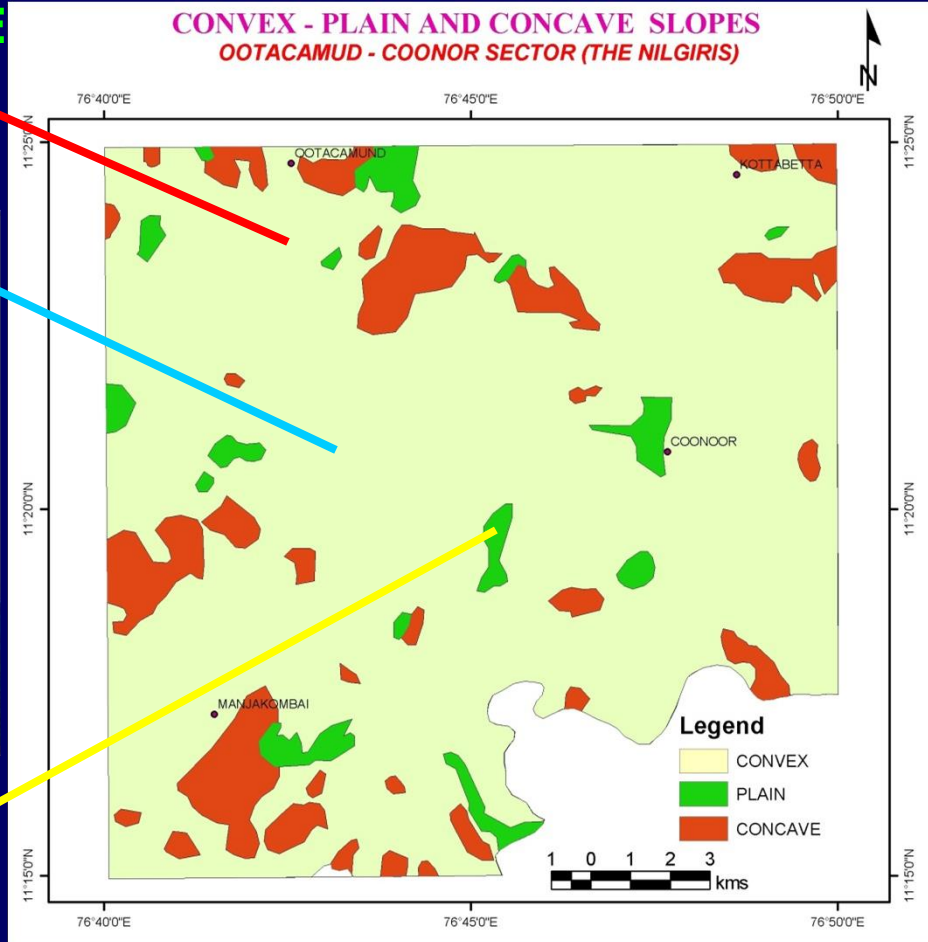 CONVEX - PLAIN AND CONCAVE SLOPES
OOTACAMUD - COONOR SECTOR (THE NILGIRIS)
N
76°40'0"E 76°45'0"E 76°50'0"E
11°25'0"N 11°25'0"N
OOTACAMUND
KOTTABETTA
COONOOR
11°20'0"N 11°20'0"N
MANJAKOMBAI
Legend
CONVEX
PLAIN
CONCAVE
1 0 1 2 3
kms
11°15'0"N 11°15'0"N
76°40'0"E 76°45'0"E 76°50'0"E